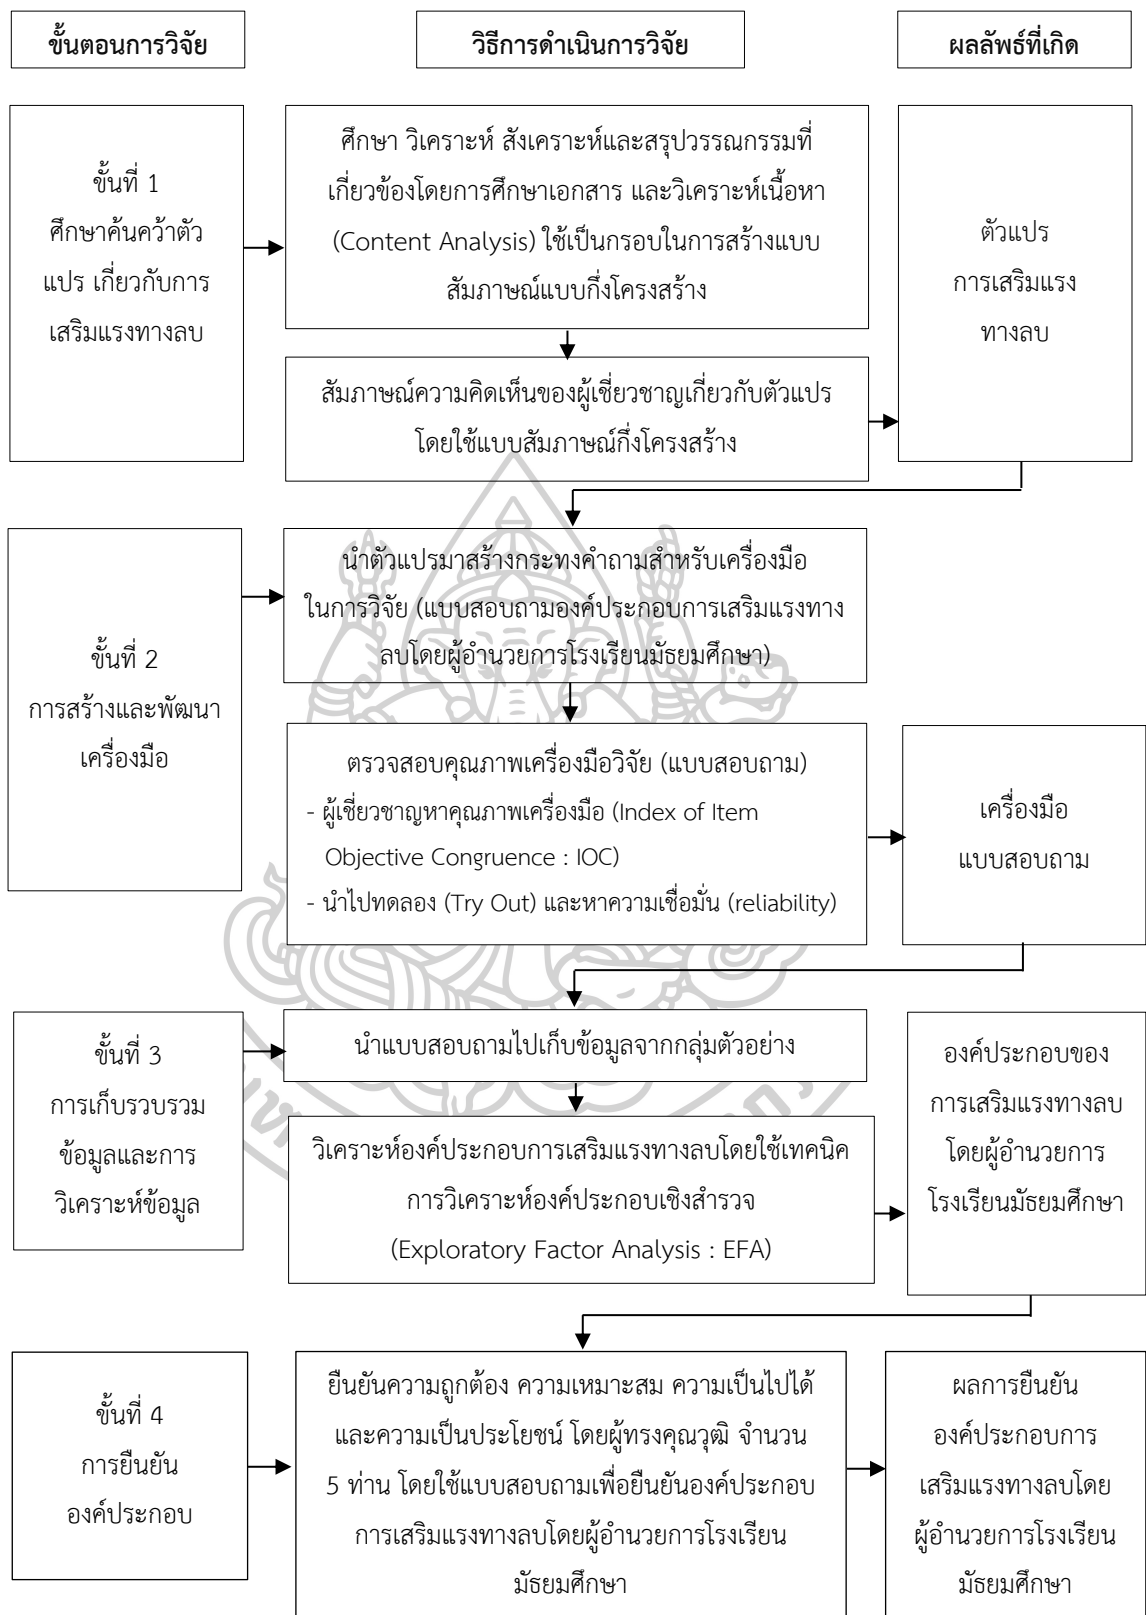 ขั้นตอนการวิจัย
วิธีการดำเนินการวิจัย
ผลลัพธ์ที่เกิด
ขั้นที่ 1
ศึกษาค้นคว้าตัว
แปร เกี่ยวกับการ
เสริมแรงทางลบ
ศึกษา วิเคราะห์ สังเคราะห์และสรุปวรรณกรรมที่
เกี่ยวข้องโดยการศึกษาเอกสาร และวิเคราะห์เนื้อหา
(Content Analysis) ใช้เป็นกรอบในการสร้างแบบ
สัมภาษณ์แบบกึ่งโครงสร้าง
สัมภาษณ์ความคิดเห็นของผู้เชี่ยวชาญเกี่ยวกับตัวแปร
โดยใช้แบบสัมภาษณ์กึ่งโครงสร้าง
ตัวแปร
การเสริมแรง
ทางลบ
ขั้นที่ 2
การสร้างและพัฒนา
เครื่องมือ
นำตัวแปรมาสร้างกระทงคำถามสำหรับเครื่องมือ
ในการวิจัย (แบบสอบถามองค์ประกอบการเสริมแรงทาง
ลบโดยผู้อำนวยการโรงเรียนมัธยมศึกษา)
ตรวจสอบคุณภาพเครื่องมือวิจัย (แบบสอบถาม)
- ผู้เชี่ยวชาญหาคุณภาพเครื่องมือ (Index of Item
Objective Congruence : IOC)
- นำไปทดลอง (Try Out) และหาความเชื่อมั่น (reliability)
เครื่องมือ
แบบสอบถาม
ขั้นที่ 3
การเก็บรวบรวม
ข้อมูลและการ
วิเคราะห์ข้อมูล
นำแบบสอบถามไปเก็บข้อมูลจากกลุ่มตัวอย่าง
วิเคราะห์องค์ประกอบการเสริมแรงทางลบโดยใช้เทคนิค
การวิเคราะห์องค์ประกอบเชิงสำรวจ
(Exploratory Factor Analysis : EFA)
องค์ประกอบของ
การเสริมแรงทางลบ
โดยผู้อำนวยการ
โรงเรียนมัธยมศึกษา
ขั้นที่ 4
การยืนยัน
องค์ประกอบ
ยืนยันความถูกต้อง ความเหมาะสม ความเป็นไปได้
และความเป็นประโยชน์ โดยผู้ทรงคุณวุฒิ จำนวน
5 ท่าน โดยใช้แบบสอบถามเพื่อยืนยันองค์ประกอบ
การเสริมแรงทางลบโดยผู้อำนวยการโรงเรียน
มัธยมศึกษา
ผลการยืนยัน
องค์ประกอบการ
เสริมแรงทางลบโดย
ผู้อำนวยการโรงเรียน
มัธยมศึกษา